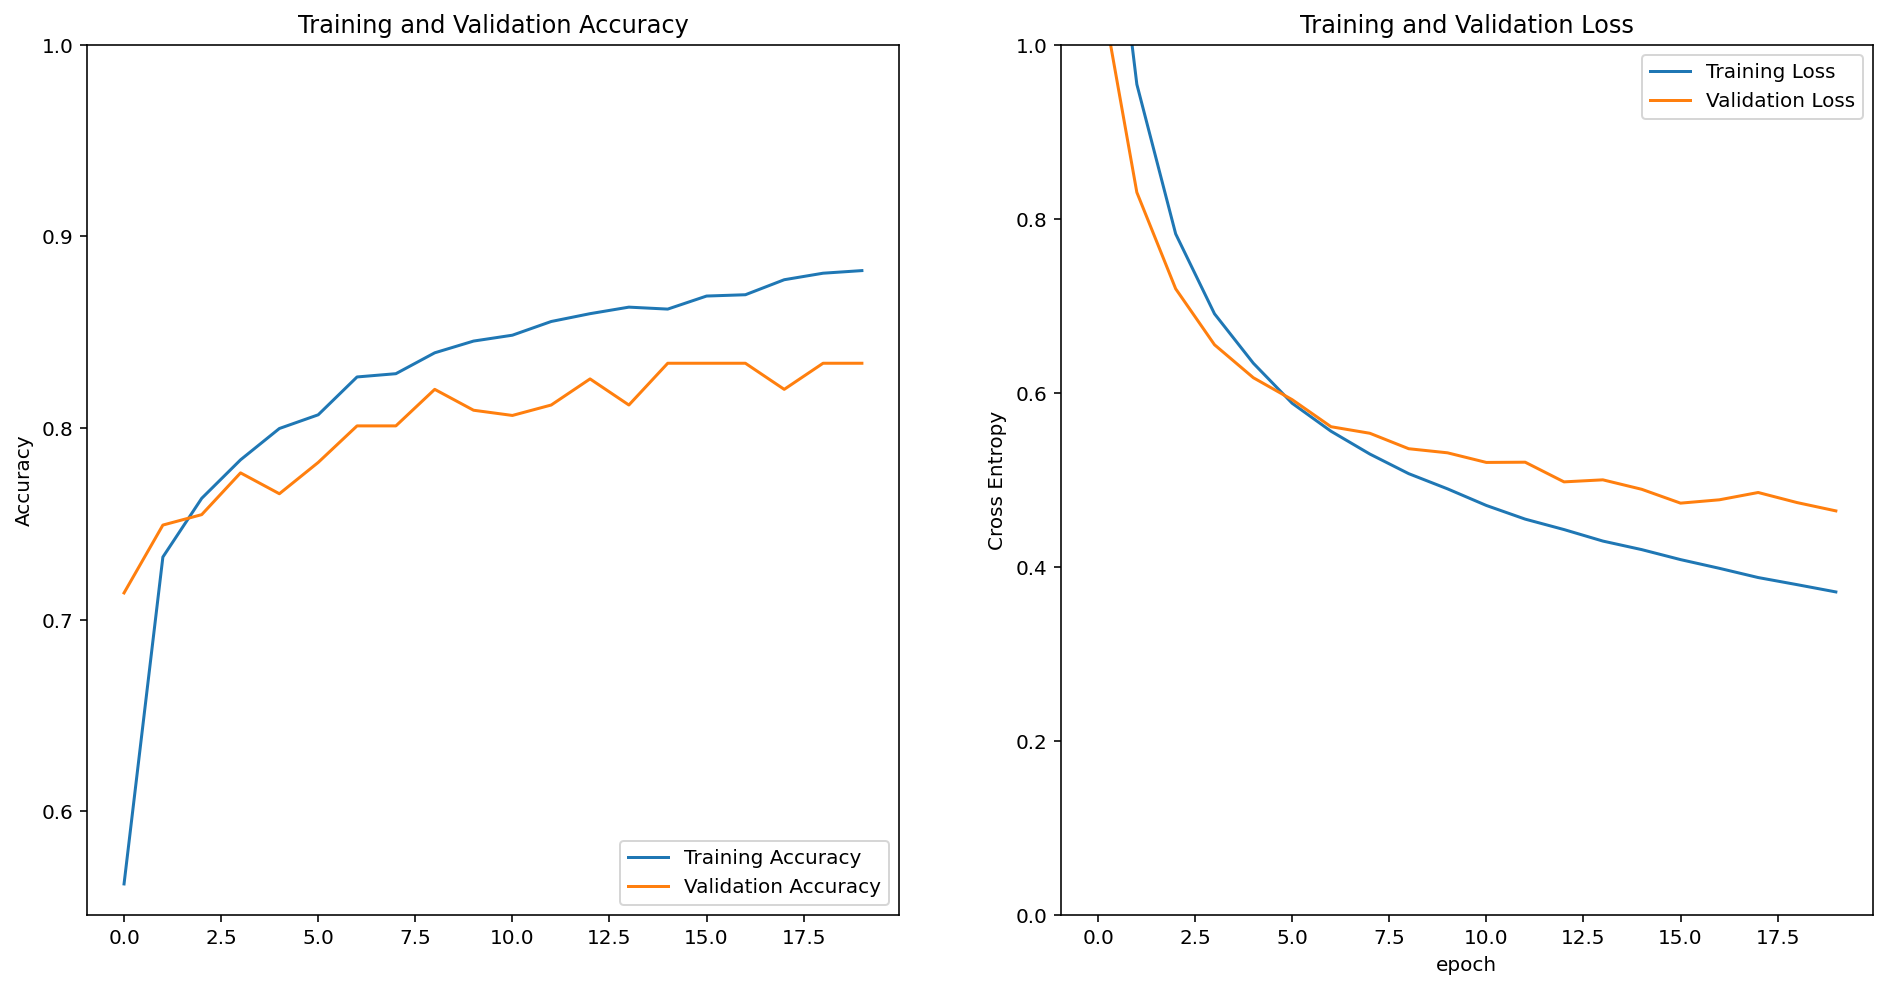 Training and Validation Accuracy
1.0
0.9
0.8
0.7
0.6
Accuracy
Training Accuracy
Validation Accuracy
0.0 2.5 5.0 7.5 10.0 12.5 15.0 17.5
Training and Validation Loss
1.0
0.8
0.6
0.4
0.2
0.0
Cross Entropy
Training Loss
Validation Loss
0.0 2.5 5.0 7.5 10.0 12.5 15.0 17.5
epoch